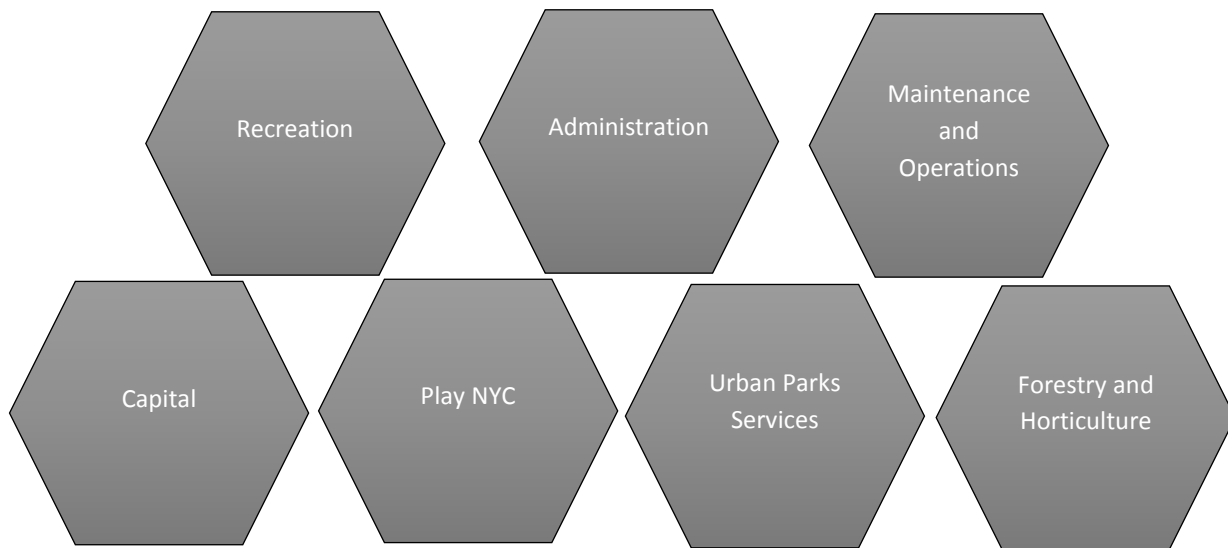 Recreation
Administration
Maintenance
and
Operations
Capital
Play NYC
Urban Parks
Services
Forestry and
Horticulture